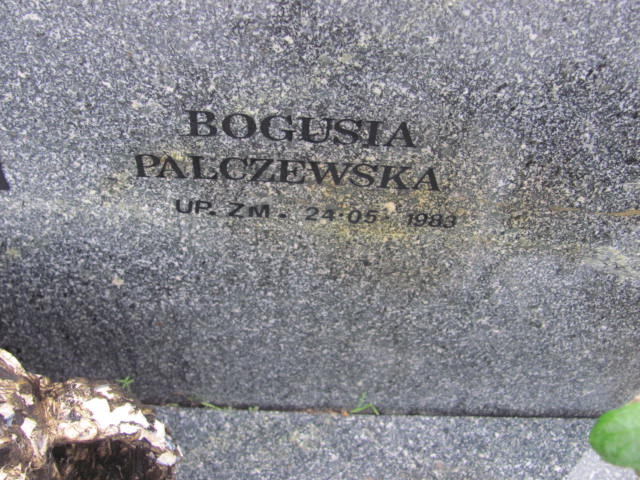 BOGUSIA
PALCZEWSKA
UP. ZM. 24·05·1983